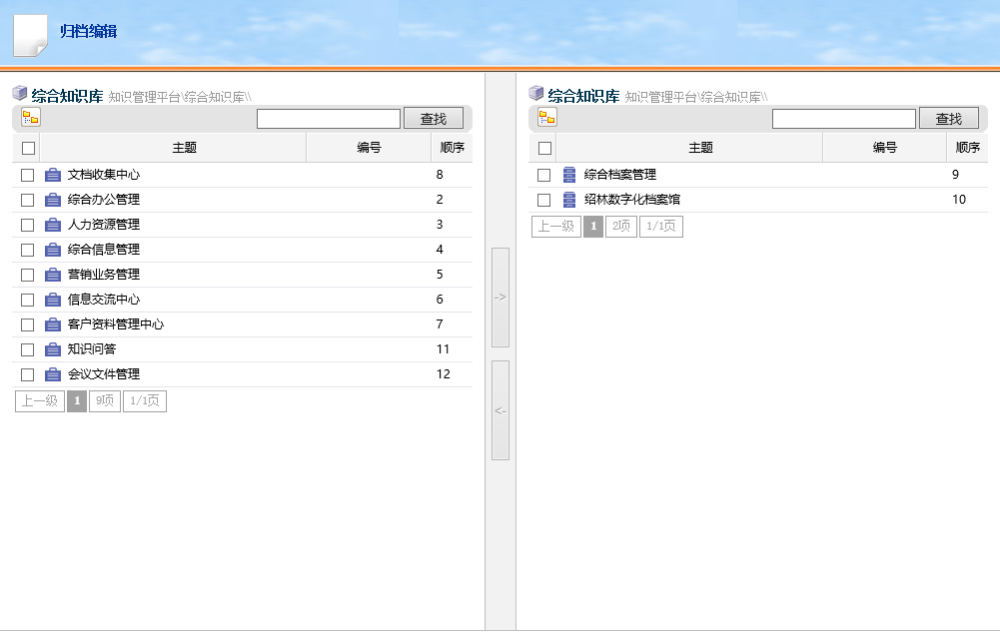 归档编辑
综合知识库 知识管理平台\综合知识库\\
查找
主题 编号 顺序
文档收集中心 8
综合办公管理 2
人力资源管理 3
综合信息管理 4
营销业务管理 5
信息交流中心 6
客户资料管理中心 7
知识问答 11
会议文件管理 12
上一级 1 9项 1/1页
->
<-
综合知识库 知识管理平台\综合知识库\\
查找
主题 编号 顺序
综合档案管理 9
绍林数字化档案馆 10
上一级 1 2项 1/1页